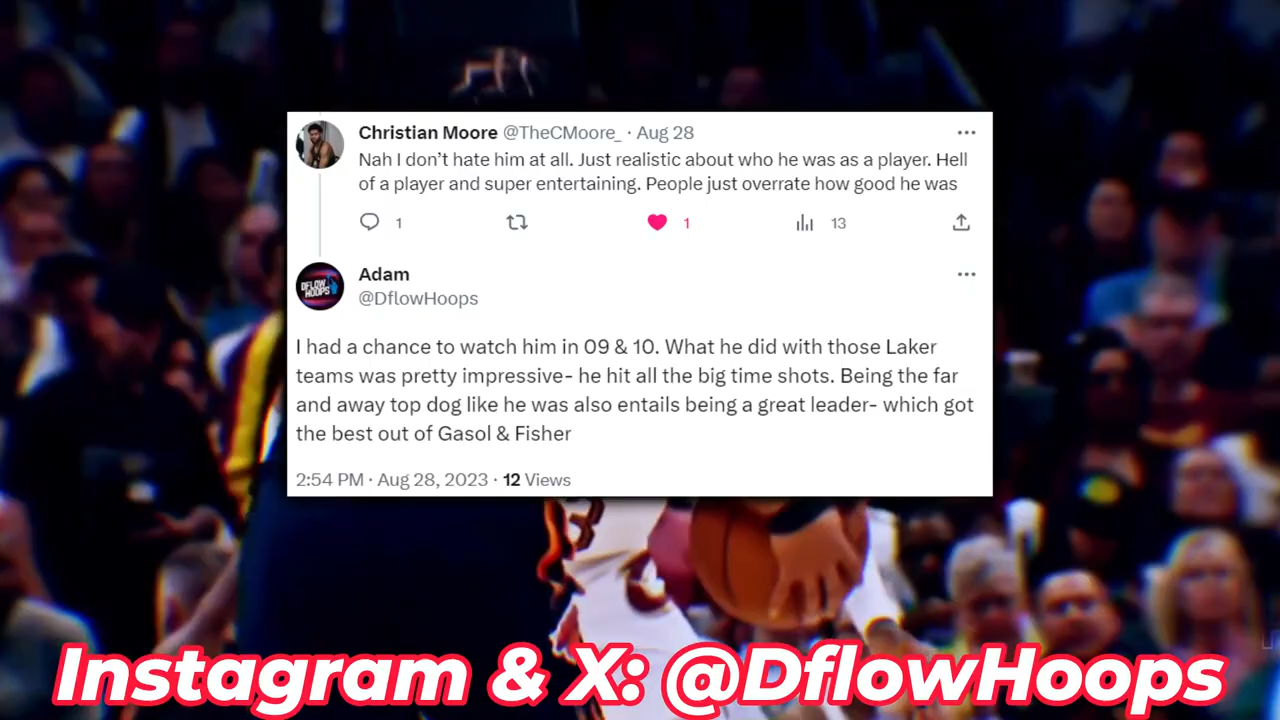 Christian Moore @TheCMoore_ · Aug 28
Nah I don’t hate him at all. Just realistic about who he was as a player. Hell
of a player and super entertaining. People just overrate how good he was
1 1 13
DFLOW
HOOPS
Adam
@DflowHoops
I had a chance to watch him in 09 & 10. What he did with those Laker
teams was pretty impressive- he hit all the big time shots. Being the far
and away top dog like he was also entails being a great leader- which got
the best out of Gasol & Fisher
2:54 PM · Aug 28, 2023 · 12 Views
Instagram & X: @DflowHoops